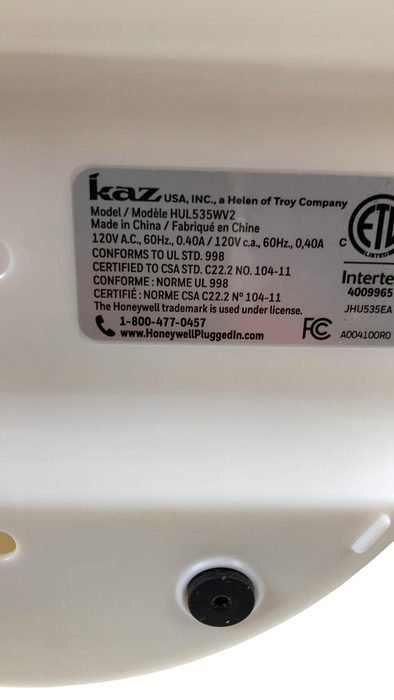 Kaz USA, INC., a Helen of Troy Company
Model / Modèle HUL535WV2
Made in China / Fabriqué en Chine
120V A.C., 60Hz., 0.40A / 120V c.a., 60Hz., 0,40A
CONFORMS TO UL STD. 998
CERTIFIED TO CSA STD. C22.2 NO. 104-11
CONFORME : NORME UL 998
CERTIFIÉ : NORME CSA C22.2 Nº 104-11
The Honeywell trademark is used under license.
1-800-477-0457
www.HoneywellPluggedIn.com
FC
C
ETL
LISTED
Interte
4009965
JHU535EA
A004100R0